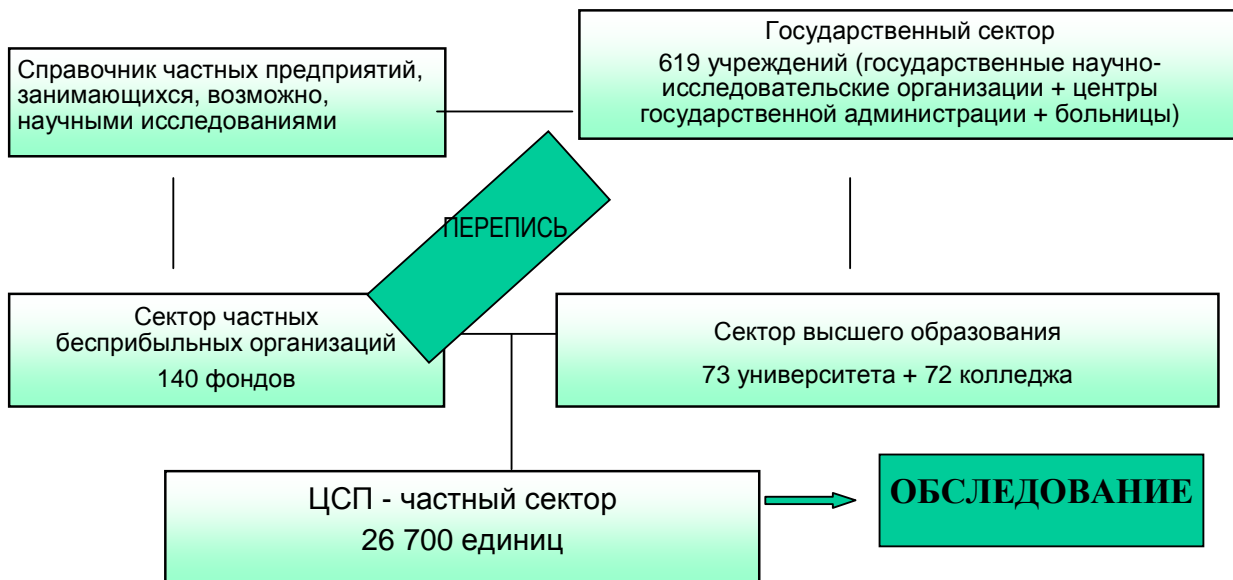 Справочник частных предприятий,
занимающихся, возможно,
научными исследованиями
Государственный сектор
619 учреждений (государственные научно-
исследовательские организации + центры
государственной администрации + больницы)
ПЕРЕПИСЬ
Сектор частных
бесприбыльных организаций
140 фондов
Сектор высшего образования
73 университета + 72 колледжа
ЦСП - частный сектор
26 700 единиц
ОБСЛЕДОВАНИЕ